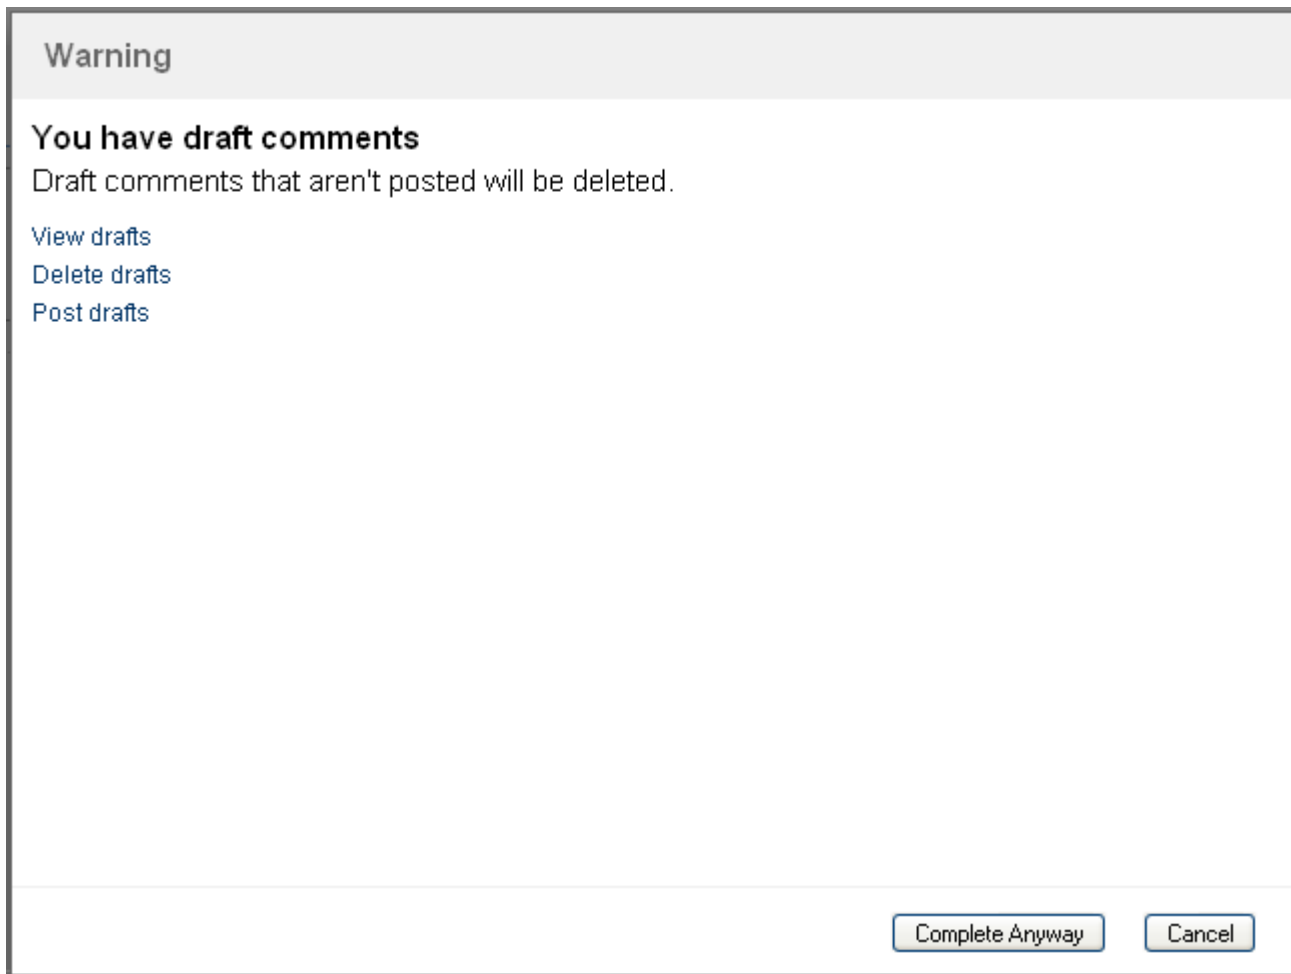 Warning
You have draft comments
Draft comments that aren't posted will be deleted.
View drafts
Delete drafts
Post drafts
Complete Anyway Cancel